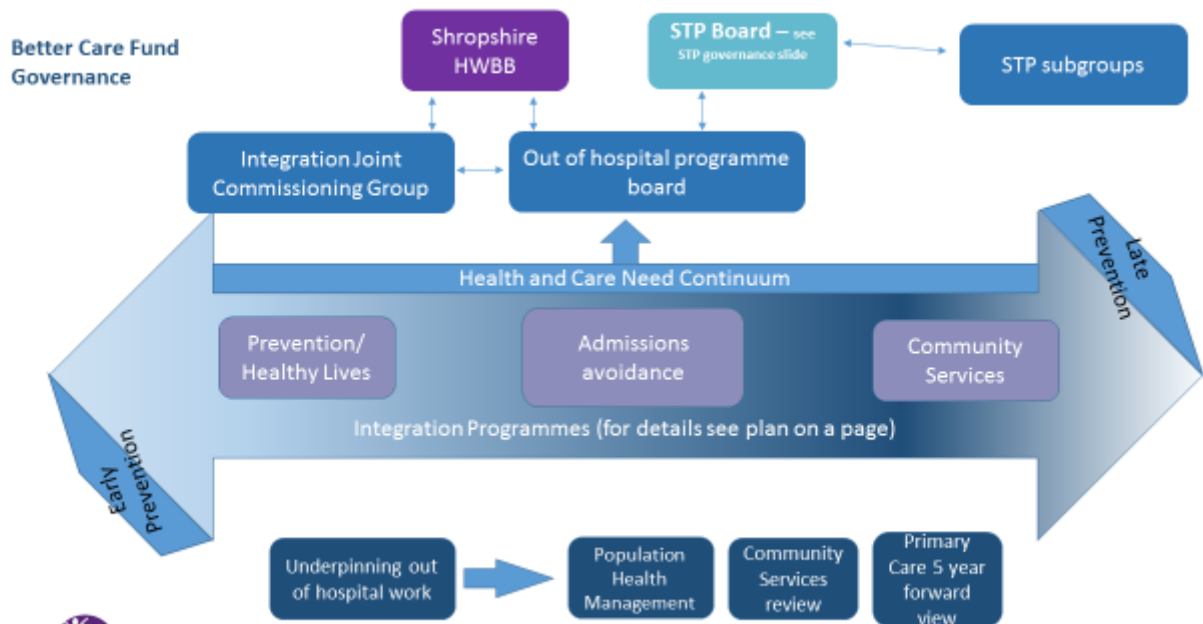 Better Care Fund
Governance
Shropshire
HWBB
STP Board – see
STP governance slide
STP subgroups
Integration Joint
Commissioning Group
Out of hospital programme
board
Late
Prevention
Health and Care Need Continuum
Prevention/
Healthy Lives
Admissions
avoidance
Community
Services
Integration Programmes (for details see plan on a page)
Early
Prevention
Underpinning out
of hospital work
Population
Health
Management
Community
Services
review
Primary
Care 5 year
forward
view